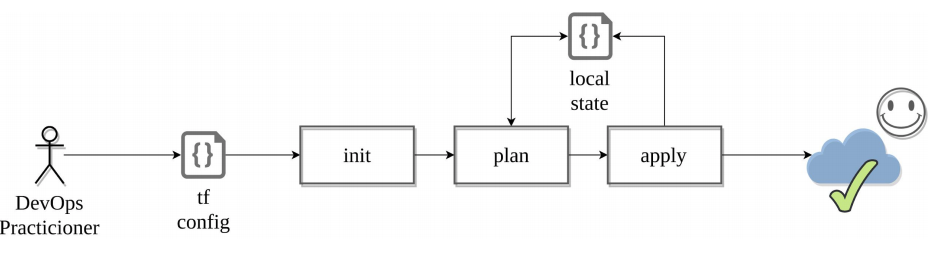 {}
local
state
DevOps
Practicioner
{}
tf
config
init
plan
apply